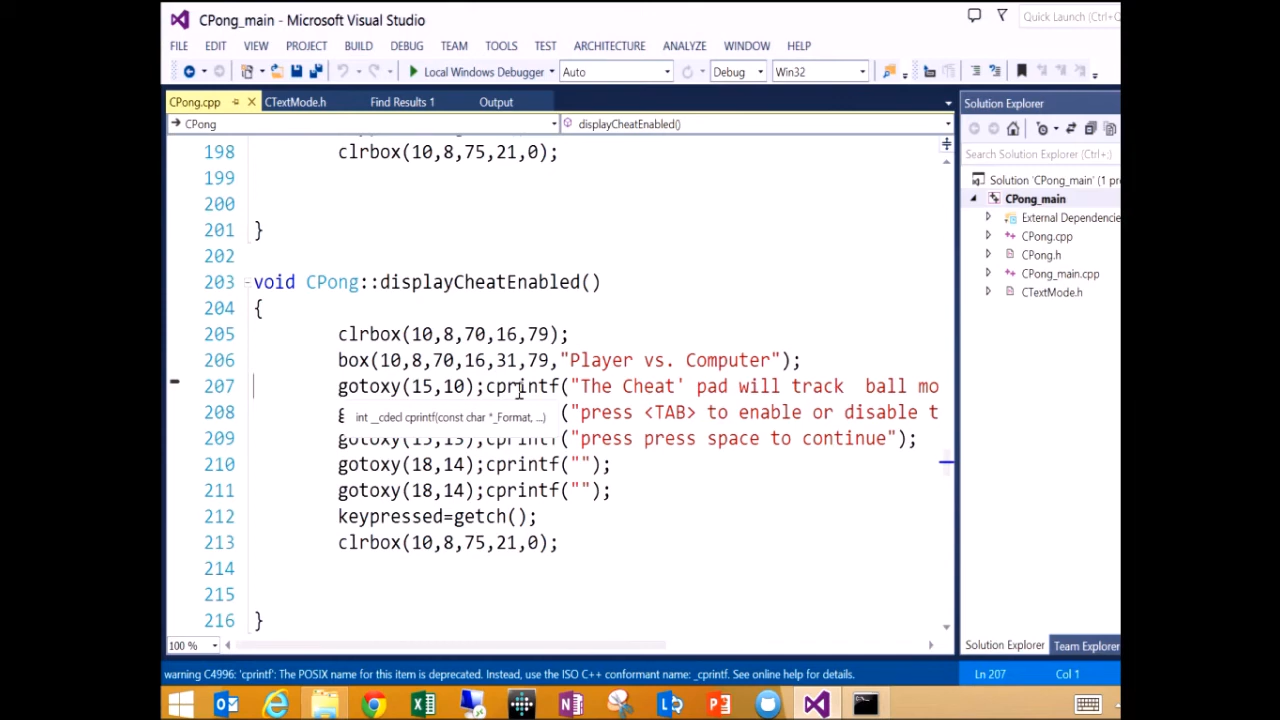 CPong_main - Microsoft Visual Studio
Quick Launch (Ctrl+
FILE EDIT VIEW PROJECT BUILD DEBUG TEAM TOOLS TEST ARCHITECTURE ANALYZE WINDOW HELP
Local Windows Debugger Auto Debug Win32
CPong.cpp CTextMode.h Find Results 1 Output
CPong displayCheatEnabled()
198 clrbox(10,8,75,21,0);
199
200
201 }
202
203 void CPong::displayCheatEnabled()
204 {
205 clrbox(10,8,70,16,79);
206 box(10,8,70,16,31,79,"Player vs. Computer");
207 gotoxy(15,10);cprintf("The Cheat' pad will track  ball mo
208 ("press <TAB> to enable or disable t
int __cdecl cprintf(const char *_Format, ...)
209 gotoxy(15,13);cprintf("press press space to continue");
210 gotoxy(18,14);cprintf("");
211 gotoxy(18,14);cprintf("");
212 keypressed=getch();
213 clrbox(10,8,75,21,0);
214
215
216 }
100 %
Solution Explorer
Search Solution Explorer (Ctrl+;)
Solution 'CPong_main' (1 pr
CPong_main
External Dependencie
CPong.cpp
CPong.h
CPong_main.cpp
CTextMode.h
Solution Explorer Team Explorer
warning C4996: 'cprintf': The POSIX name for this item is deprecated. Instead, use the ISO C++ conformant name: _cprintf. See online help for details. Ln 207 Col 1